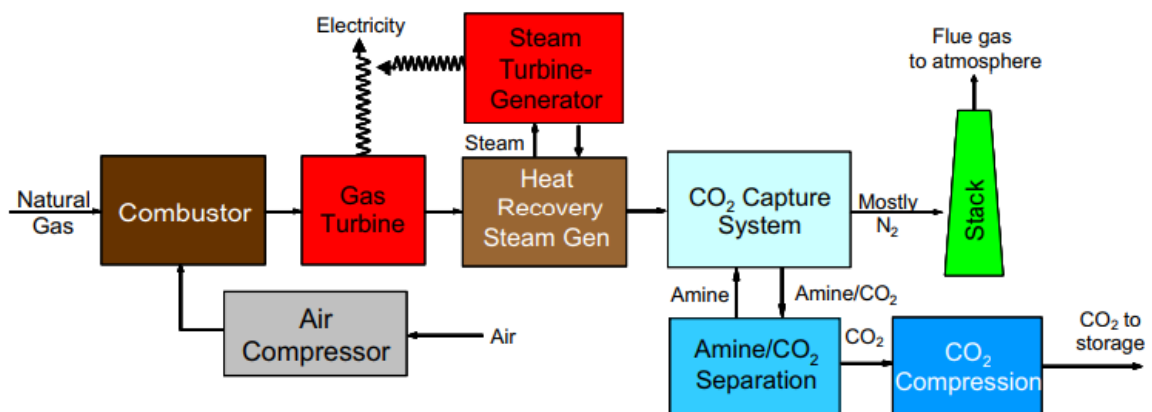 Electricity
Steam
Turbine-
Generator
Flue gas
to atmosphere
Steam
Natural
Gas
Combustor
Gas
Turbine
Heat
Recovery
Steam Gen
CO₂ Capture
System
Mostly
N₂
Stack
Air
Compressor
Air
Amine
Amine/CO₂
Amine/CO₂
Separation
CO₂
CO₂
Compression
CO₂ to
storage